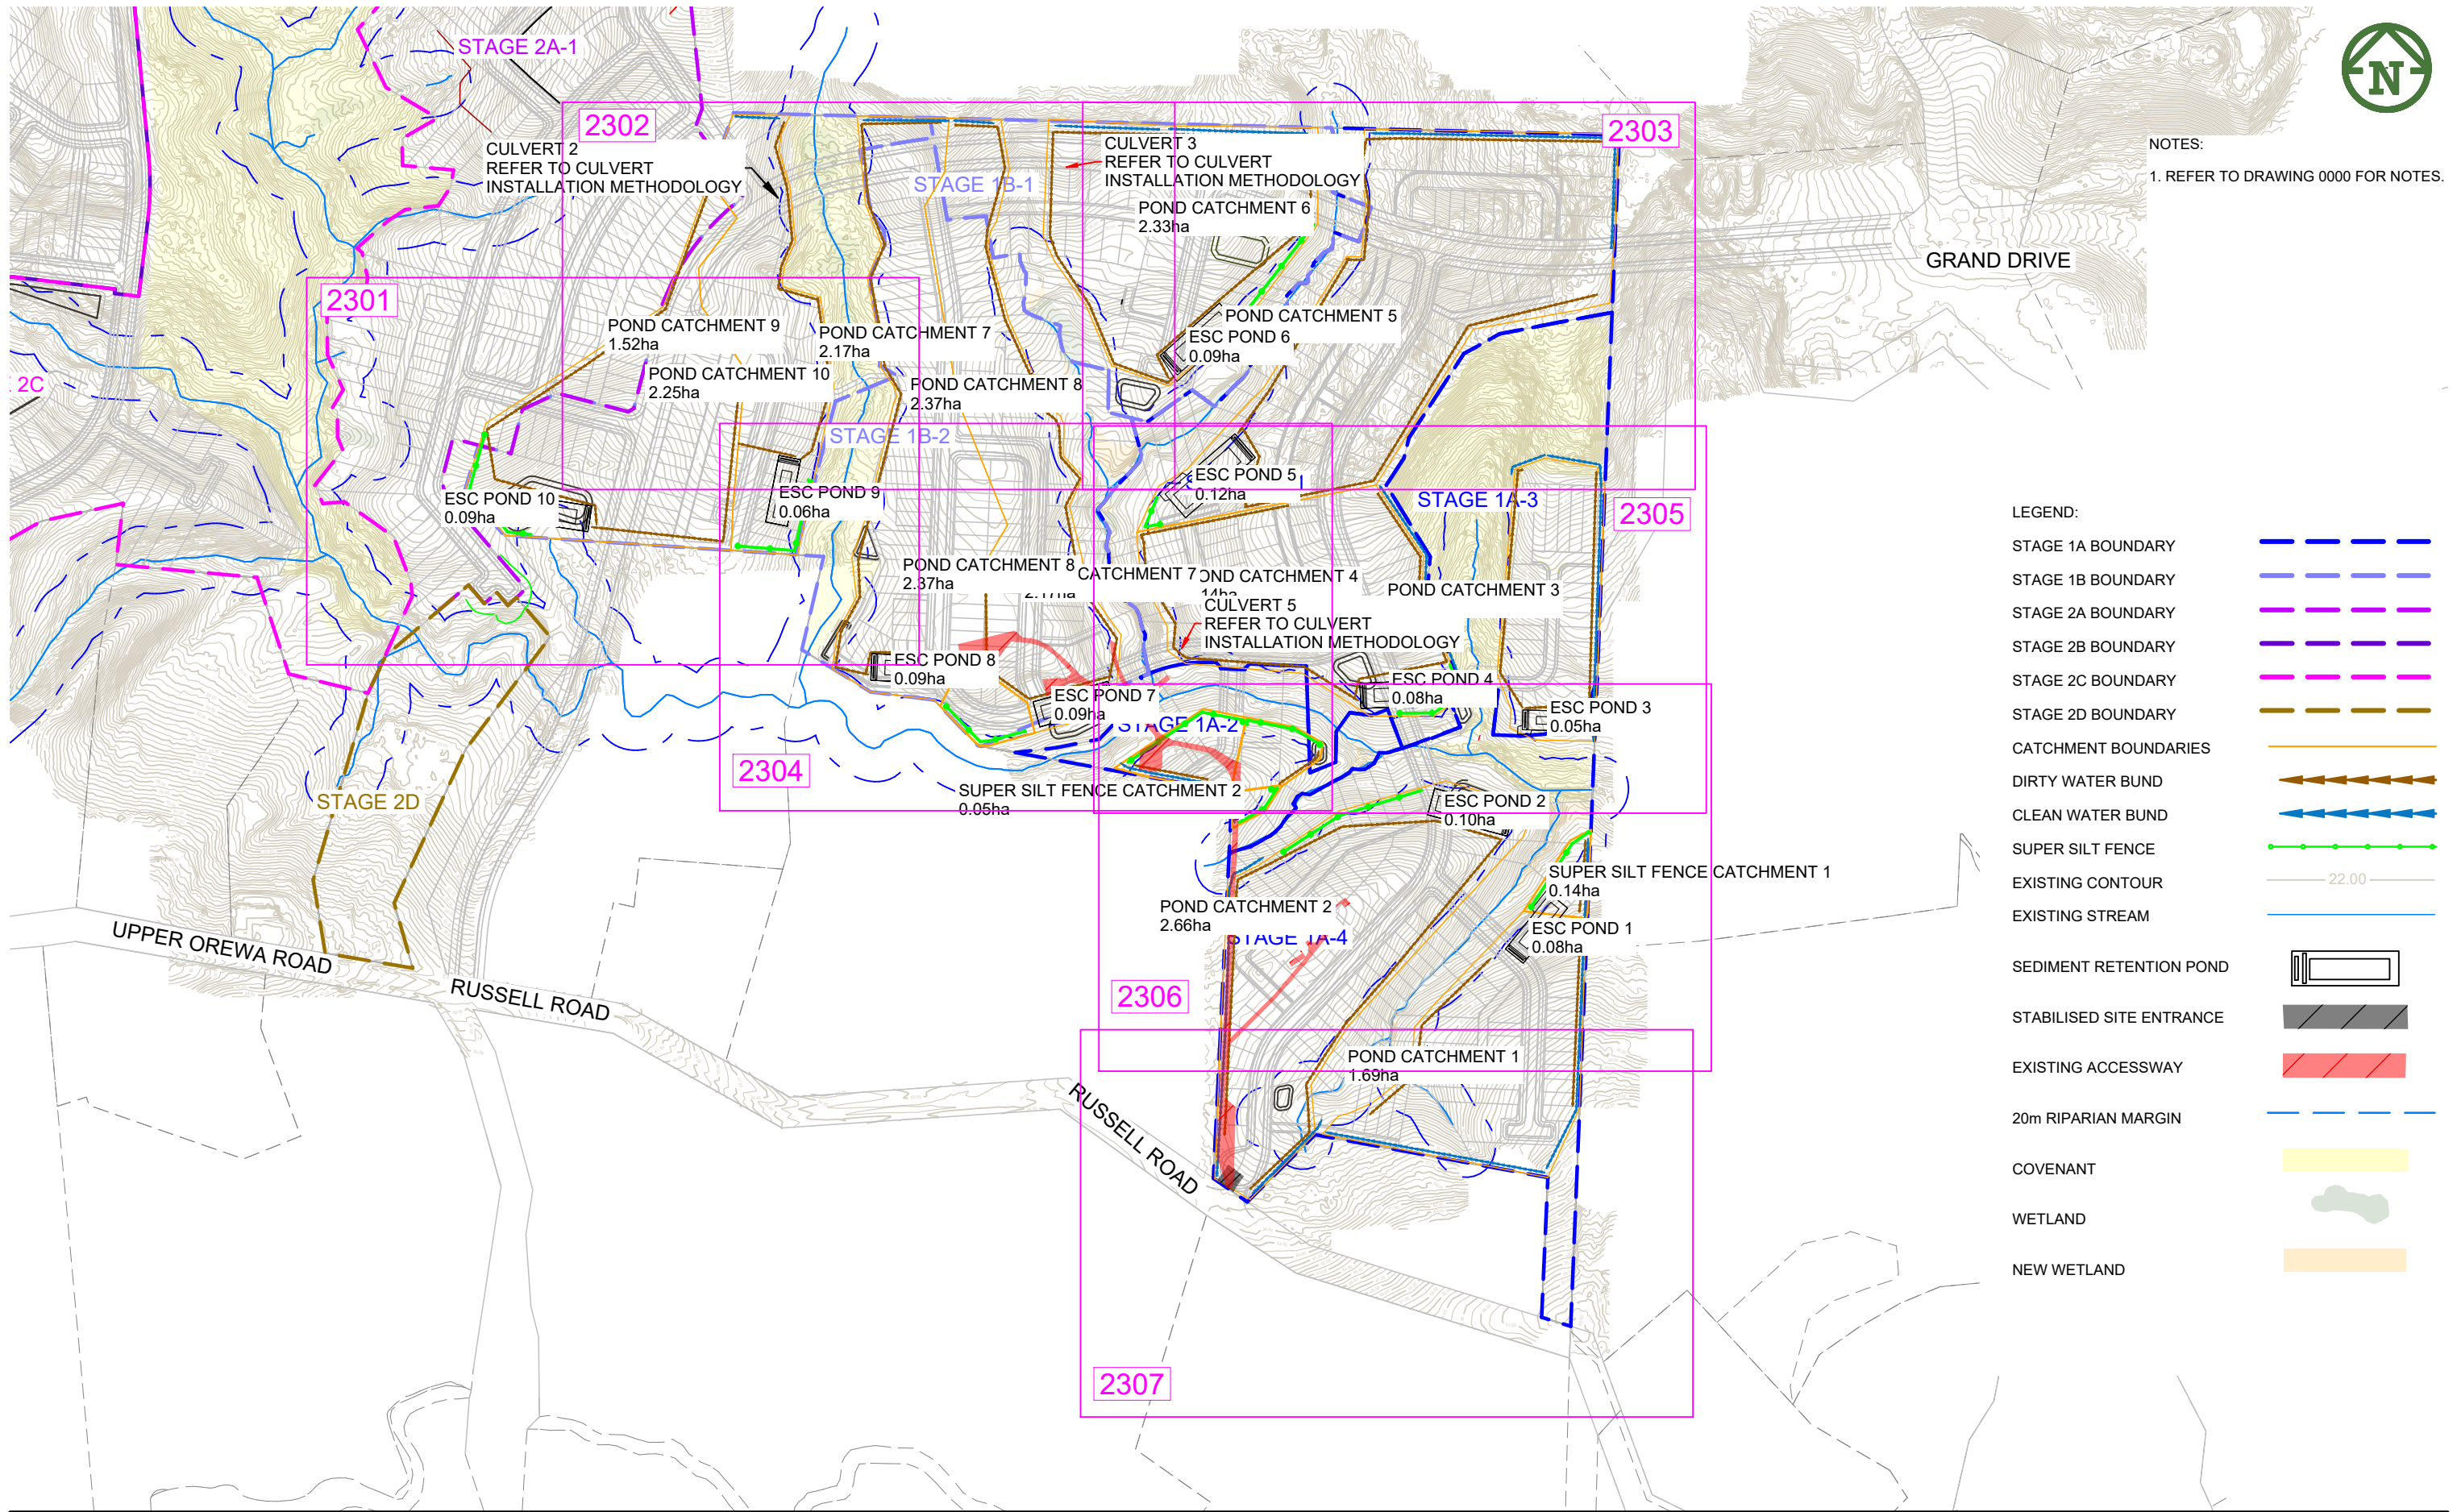 STAGE 2A-1
N
2302
2303
CULVERT 2
REFER TO CULVERT
INSTALLATION METHODOLOGY
CULVERT 3
REFER TO CULVERT
INSTALLATION METHODOLOGY
NOTES:
1. REFER TO DRAWING 0000 FOR NOTES.
STAGE 1B-1
POND CATCHMENT 6
2.33ha
GRAND DRIVE
2301
POND CATCHMENT 9
1.52ha
POND CATCHMENT 7
2.17ha
POND CATCHMENT 5
ESC POND 6
0.09ha
2C
POND CATCHMENT 10
2.25ha
POND CATCHMENT 8
2.37ha
STAGE 1B-2
ESC POND 10
0.09ha
ESC POND 9
0.06ha
ESC POND 5
0.12ha
STAGE 1A-3
2305
POND CATCHMENT 8
2.37ha
CATCHMENT 7
2.17ha
OND CATCHMENT 4
14ha
POND CATCHMENT 3
CULVERT 5
REFER TO CULVERT
INSTALLATION METHODOLOGY
ESC POND 8
0.09ha
ESC POND 7
0.09ha
ESC POND 4
0.08ha
ESC POND 3
0.05ha
STAGE 1A-2
2304
SUPER SILT FENCE CATCHMENT 2
0.05ha
STAGE 2D
ESC POND 2
0.10ha
SUPER SILT FENCE CATCHMENT 1
0.14ha
POND CATCHMENT 2
2.66ha
STAGE 1A-4
ESC POND 1
0.08ha
UPPER OREWA ROAD
RUSSELL ROAD
2306
POND CATCHMENT 1
1.69ha
RUSSELL ROAD
2307
LEGEND:
STAGE 1A BOUNDARY
STAGE 1B BOUNDARY
STAGE 2A BOUNDARY
STAGE 2B BOUNDARY
STAGE 2C BOUNDARY
STAGE 2D BOUNDARY
CATCHMENT BOUNDARIES
DIRTY WATER BUND
CLEAN WATER BUND
SUPER SILT FENCE
EXISTING CONTOUR
22.00
EXISTING STREAM
SEDIMENT RETENTION POND
STABILISED SITE ENTRANCE
EXISTING ACCESSWAY
20m RIPARIAN MARGIN
COVENANT
WETLAND
NEW WETLAND